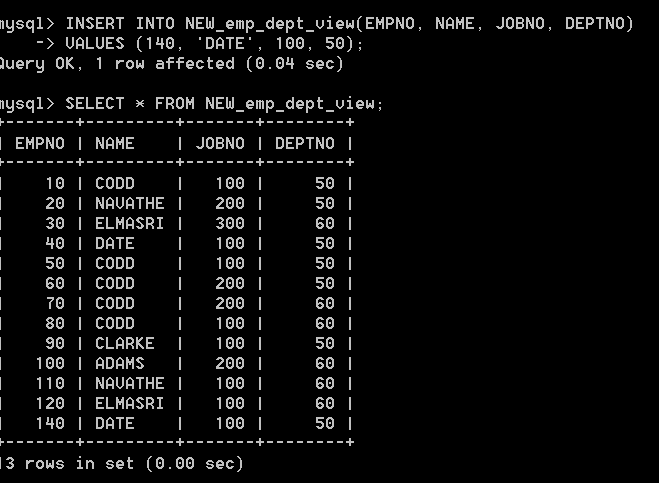 mysql> INSERT INTO NEW_emp_dept_view(EMPNO, NAME, JOBNO, DEPTNO)
    -> VALUES (140, 'DATE', 100, 50);
Query OK, 1 row affected (0.04 sec)

mysql> SELECT * FROM NEW_emp_dept_view;
+-------+---------+-------+--------+
| EMPNO | NAME    | JOBNO | DEPTNO |
+-------+---------+-------+--------+
|    10 | CODD    |   100 |     50 |
|    20 | NAVATHE |   200 |     50 |
|    30 | ELMASRI |   300 |     60 |
|    40 | DATE    |   100 |     50 |
|    50 | CODD    |   100 |     50 |
|    60 | CODD    |   200 |     50 |
|    70 | CODD    |   200 |     60 |
|    80 | CODD    |   100 |     60 |
|    90 | CLARKE  |   100 |     50 |
|   100 | ADAMS   |   200 |     60 |
|   110 | NAVATHE |   100 |     60 |
|   120 | ELMASRI |   100 |     60 |
|   140 | DATE    |   100 |     50 |
+-------+---------+-------+--------+
13 rows in set (0.00 sec)